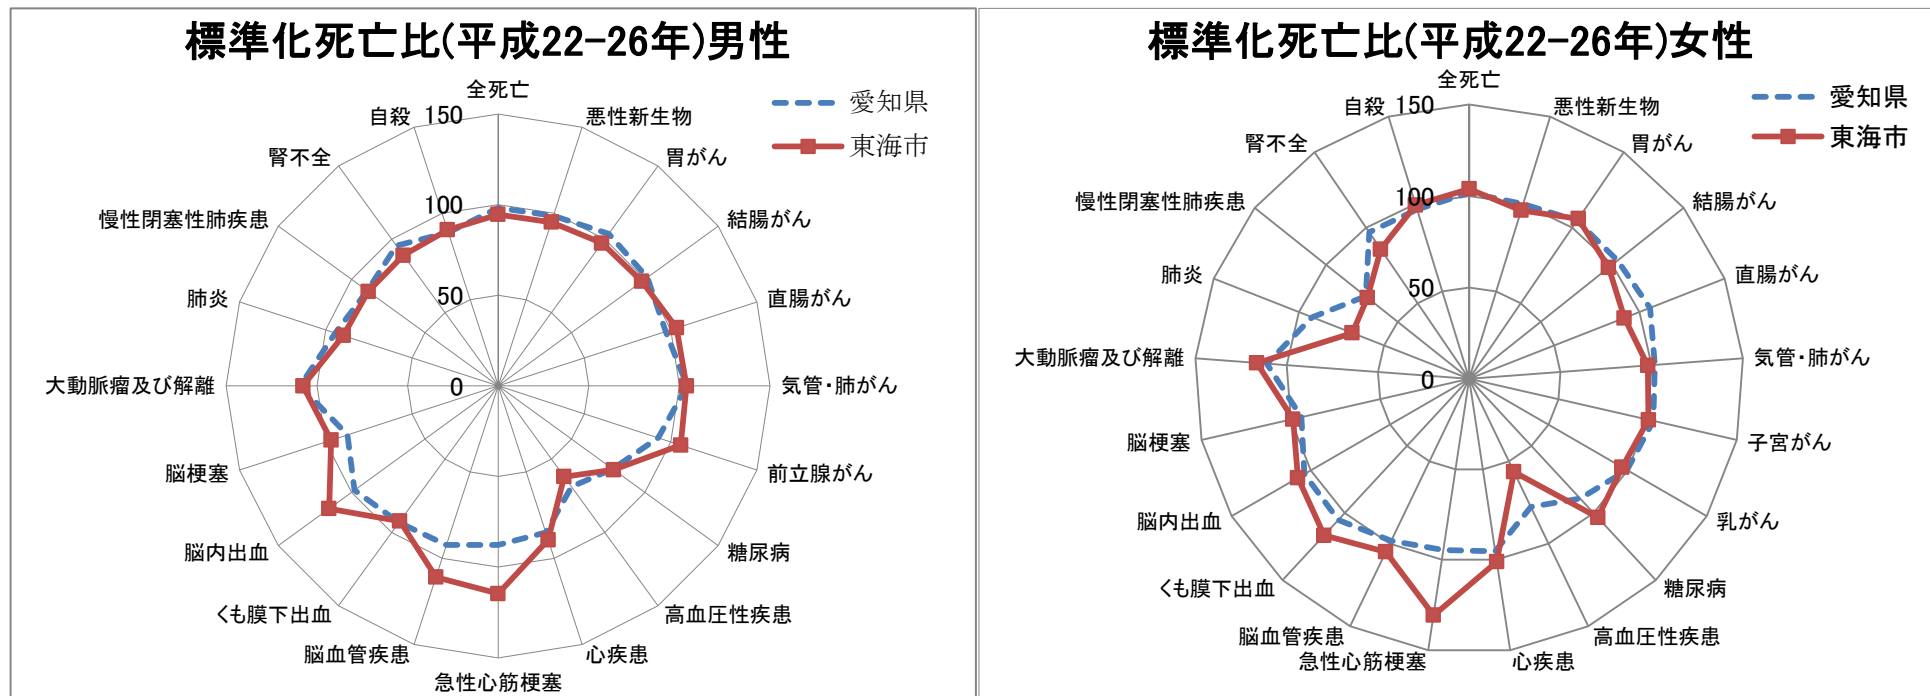 標準化死亡比(平成22-26年)男性
全死亡
悪性新生物
胃がん
結腸がん
直腸がん
気管・肺がん
前立腺がん
糖尿病
高血圧性疾患
心疾患
急性心筋梗塞
脳血管疾患
くも膜下出血
脳内出血
脳梗塞
大動脈瘤及び解離
肺炎
慢性閉塞性肺疾患
腎不全
自殺
150
100
50
0
愛知県
東海市
標準化死亡比(平成22-26年)女性
全死亡
悪性新生物
胃がん
結腸がん
直腸がん
気管・肺がん
子宮がん
乳がん
糖尿病
高血圧性疾患
心疾患
急性心筋梗塞
脳血管疾患
くも膜下出血
脳内出血
脳梗塞
大動脈瘤及び解離
肺炎
慢性閉塞性肺疾患
腎不全
自殺
150
100
50
0
愛知県
東海市